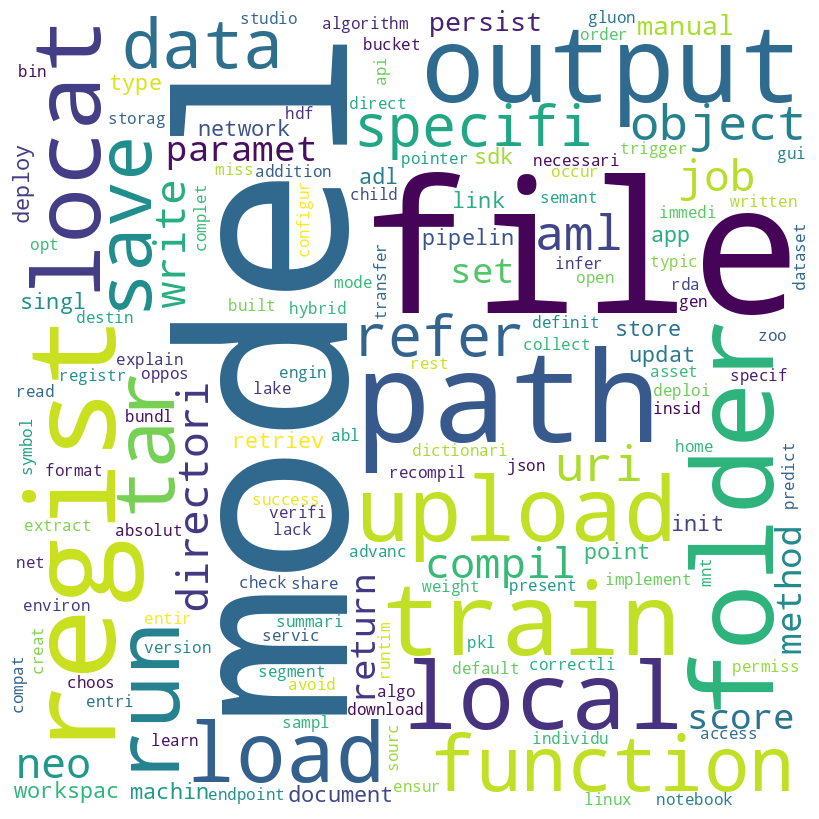 studio
algorithm
persist
gluon
manual
order
data
output
bucket
api
bin
type
locat
direct
hdf
storag
network
specifi
object
gui
trigger
paramet
pointer
sdk
necessari
miss
addition
adl
occur
job
deploy
save
model
file
child
link
semant
written
immedi
write
complet
configur
aml
app
pipelin
dataset
opt
transfer
set
infer
typic
mode
open
rda
gen
singl
built
hybrid
destin
refer
definit
store
zoo
regist
collect
updat
explain
registr
oppos
engin
rest
path
asset
specif
read
lake
deploi
folder
tar
directori
bundl
insid
retriev
abl
dictionari
uri
home
symbol
format
recompil
json
predict
success
extract
absolut
verifi
lack
upload
init
net
advanc
compil
point
check
share
weight
present
implement
mnt
method
environ
entir
summari
return
train
servic
runtim
pkl
creat
version
run
segment
default
correctli
permiss
compat
choos
avoid
algo
local
entri
download
score
sampl
access
learn
load
sourc
individu
function
neo
workspac
machin
endpoint
document
ensur
linux
notebook